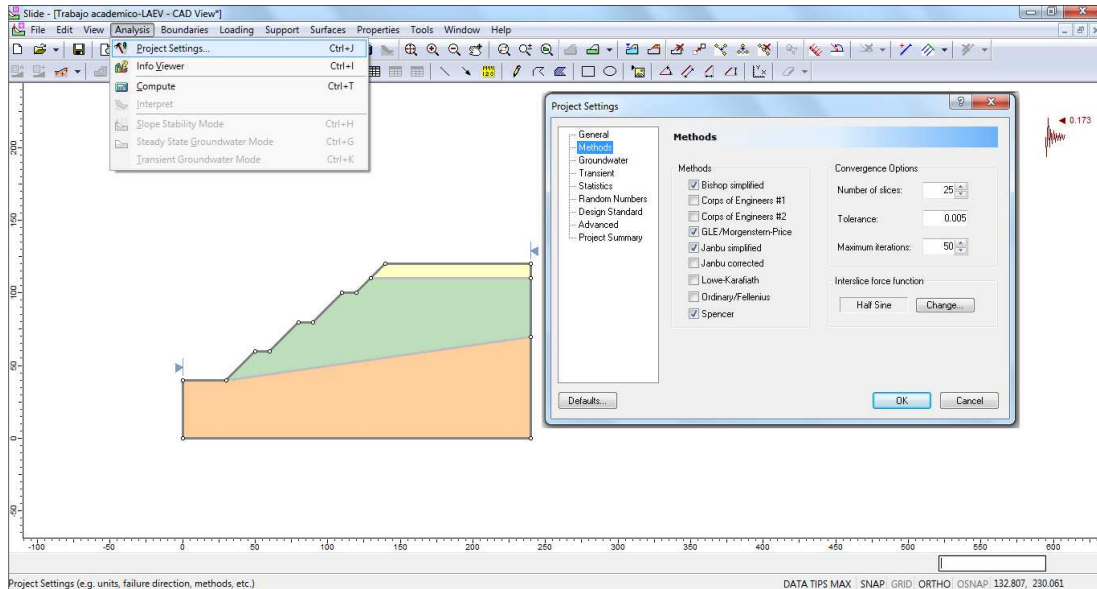 Slide - [Trabajo academico-LAEV - CAD View*]
File Edit View Analysis Boundaries Loading Support Surfaces Properties Tools Window Help
Project Settings... Ctrl+J
Info Viewer Ctrl+I
Compute Ctrl+T
Interpret
Slope Stability Mode Ctrl+H
Steady State Groundwater Mode Ctrl+G
Transient Groundwater Mode Ctrl+K
Project Settings
General
Methods
Groundwater
Transient
Statistics
Random Numbers
Design Standard
Advanced
Project Summary
Methods
Methods
Bishop simplified
Corps of Engineers #1
Corps of Engineers #2
GLE/Morgenstern-Price
Janbu simplified
Janbu corrected
Lowe-Karafiath
Ordinary/Fellenius
Spencer
Convergence Options
Number of slices: 25
Tolerance: 0.005
Maximum iterations: 50
Interslice force function
Half Sine Change...
Defaults... OK Cancel
0.173
200
150
100
50
0
-50
-100 -50 0 50 100 150 200 250 300 350 400 450 500 550 600
Project Settings (e.g. units, failure direction, methods, etc.)
DATA TIPS MAX SNAP GRID ORTHO OSNAP 132.807, 230.061